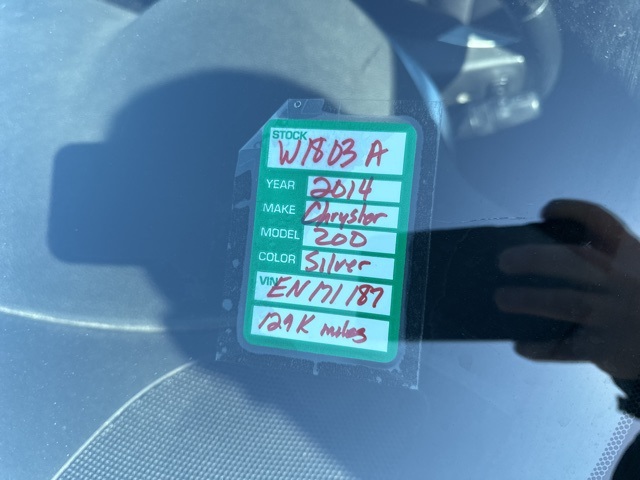 STOCK W1803 A
YEAR 2014
MAKE Chrysler
MODEL 200
COLOR Silver
VIN EN171187
129K miles